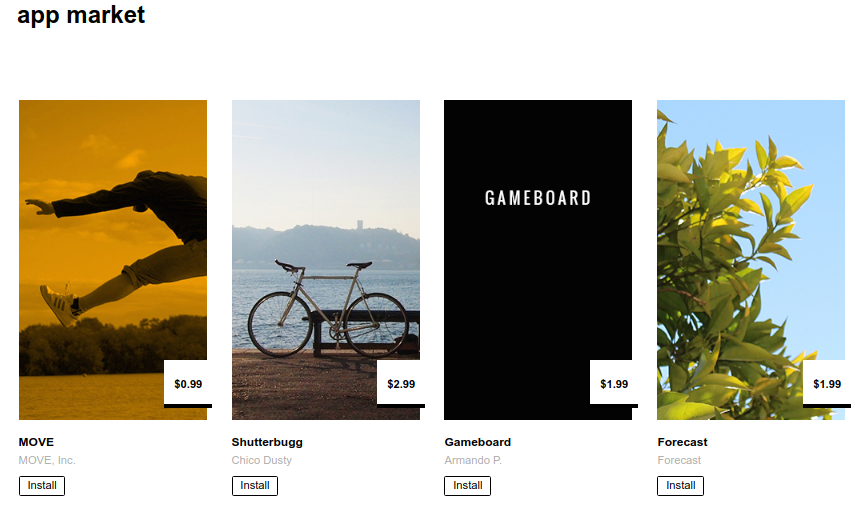 app market
GAMEBOARD
$0.99
$2.99
$1.99
$1.99
MOVE
MOVE, Inc.
Install
Shutterbugg
Chico Dusty
Install
Gameboard
Armando P.
Install
Forecast
Forecast
Install